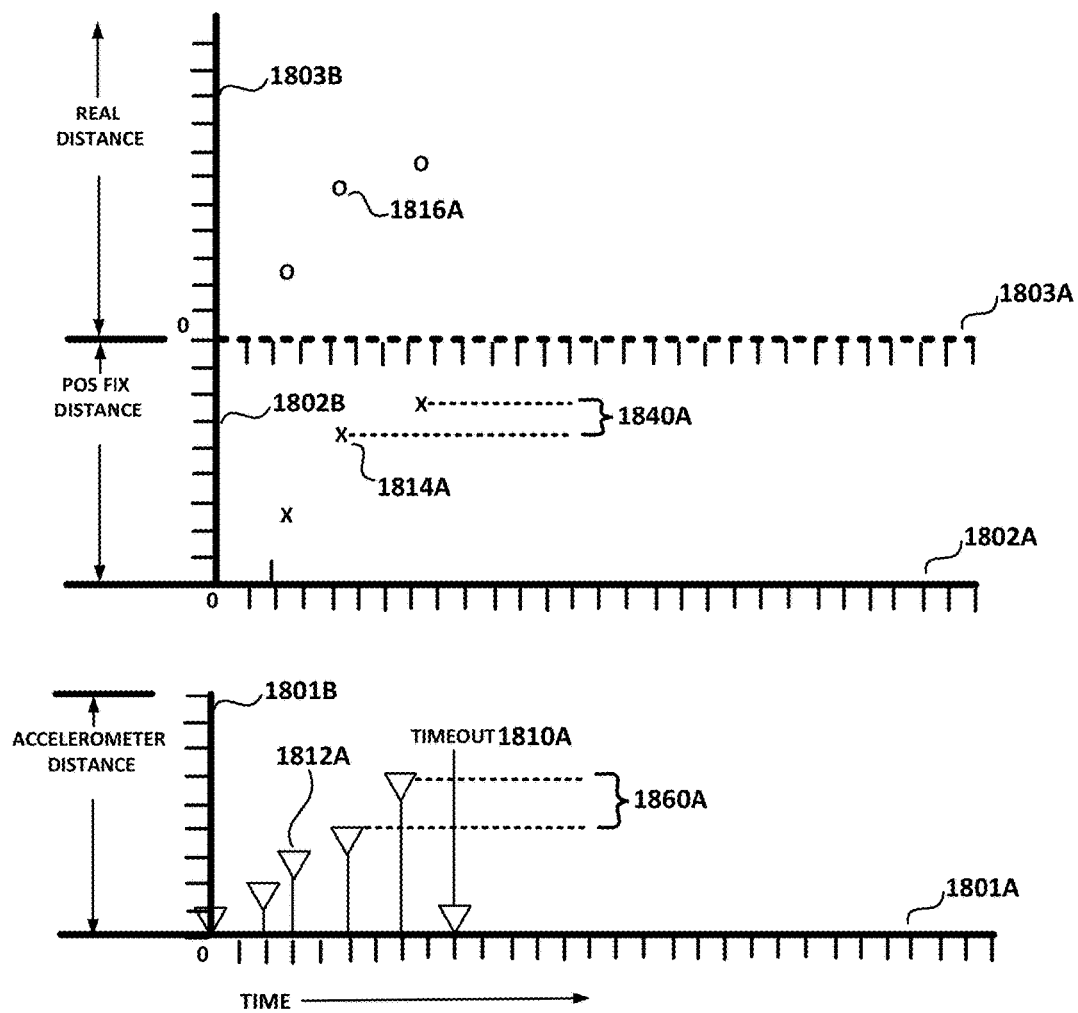 1803B
REAL
DISTANCE
O
O
1816A
O
1803A
0
POS FIX
DISTANCE
1802B
X
1840A
X
1814A
X
1802A
0
1801B
ACCELEROMETER
DISTANCE
TIMEOUT 1810A
1812A
1860A
1801A
0
TIME